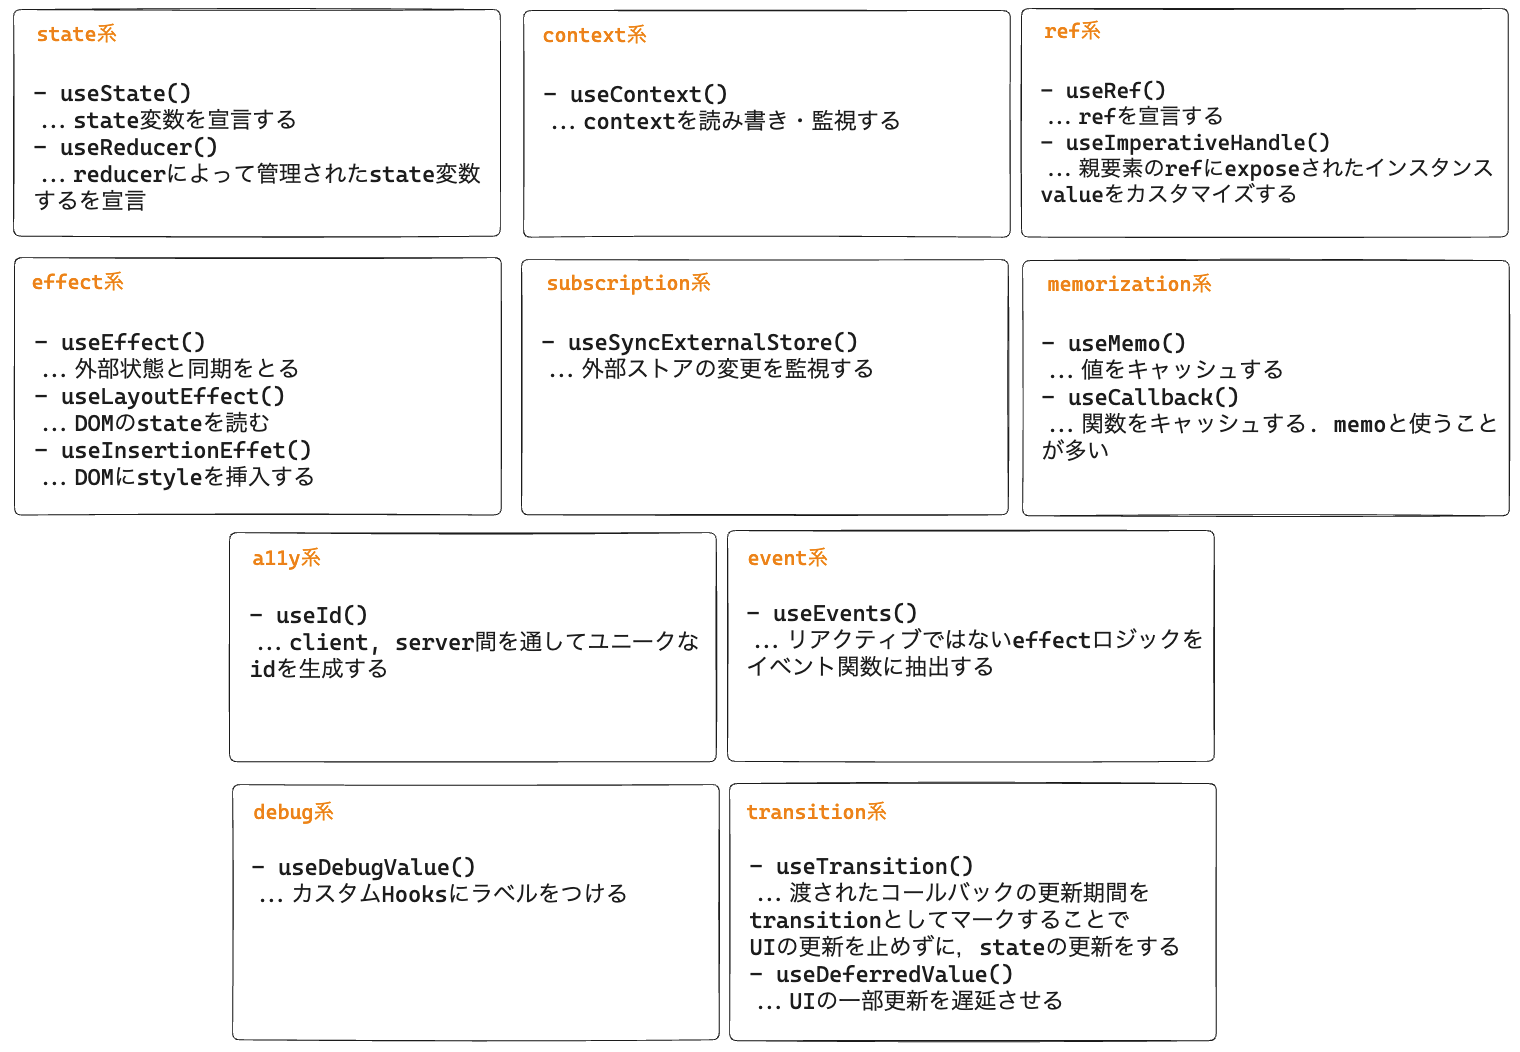 state系
- useState()
... state変数を宣言する
- useReducer()
... reducerによって管理されたstate変数
するを宣言
context系
- useContext()
... contextを読み書き・監視する
ref系
- useRef()
... refを宣言する
- useImperativeHandle()
... 親要素のrefにexposeされたインスタンス
valueをカスタマイズする
effect系
- useEffect()
... 外部状態と同期をとる
- useLayoutEffect()
... DOMのstateを読む
- useInsertionEffet()
... DOMにstyleを挿入する
subscription系
- useSyncExternalStore()
... 外部ストアの変更を監視する
memorization系
- useMemo()
... 値をキャッシュする
- useCallback()
... 関数をキャッシュする．memoと使うこと
が多い
a11y系
- useId()
... client, server間を通してユニークな
idを生成する
event系
- useEvents()
... リアクティブではないeffectロジックを
イベント関数に抽出する
debug系
- useDebugValue()
... カスタムHooksにラベルをつける
transition系
- useTransition()
... 渡されたコールバックの更新期間を
transitionとしてマークすることで
UIの更新を止めずに，stateの更新をする
- useDeferredValue()
... UIの一部更新を遅延させる